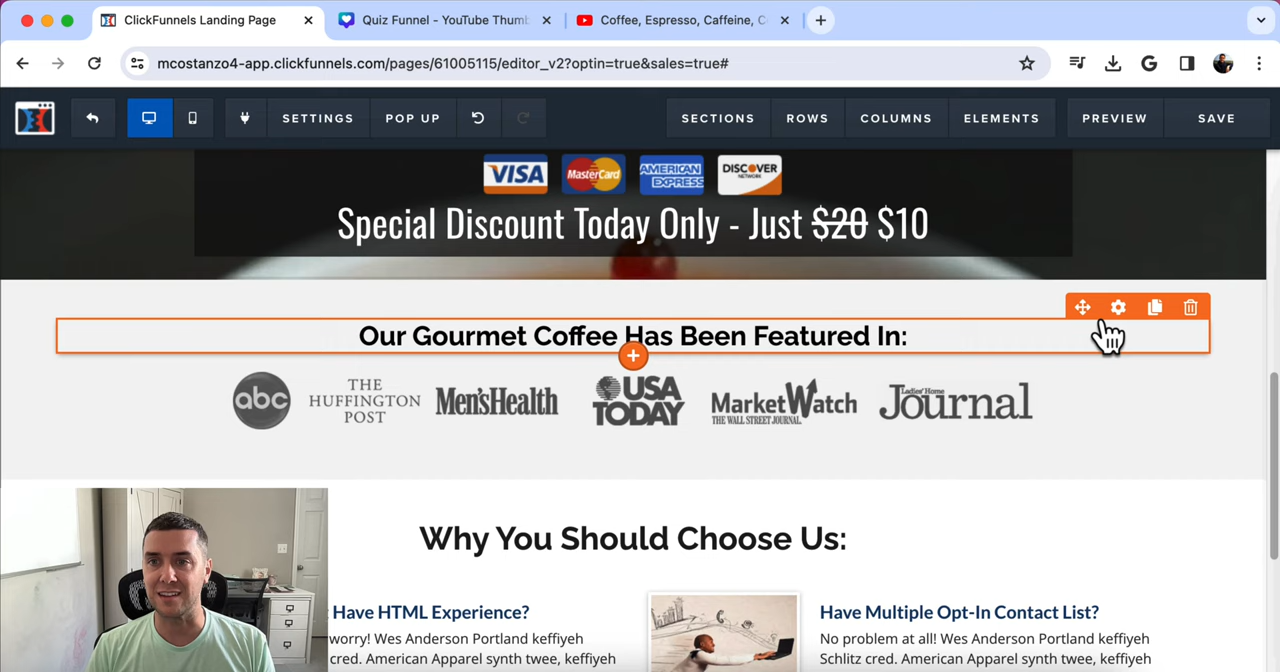 ClickFunnels Landing Page
Quiz Funnel - YouTube Thum
Coffee, Espresso, Caffeine, C
mcostanzo4-app.clickfunnels.com/pages/61005115/editor_v2?optin=true&sales=true#
SETTINGS
POP UP
SECTIONS
ROWS
COLUMNS
ELEMENTS
PREVIEW
SAVE
VISA
MasterCard
AMERICAN EXPRESS
DISCOVER NETWORK
Special Discount Today Only - Just $20 $10
Our Gourmet Coffee Has Been Featured In:
abc
THE
HUFFINGTON
POST
Men'sHealth
USA
TODAY
MarketWatch
THE WALL STREET JOURNAL.
Ladies' Home
Journal
Why You Should Choose Us:
Have HTML Experience?
worry! Wes Anderson Portland keffiyeh
cred. American Apparel synth twee, keffiyeh
Have Multiple Opt-In Contact List?
No problem at all! Wes Anderson Portland keffiyeh
Schlitz cred. American Apparel synth twee, keffiyeh